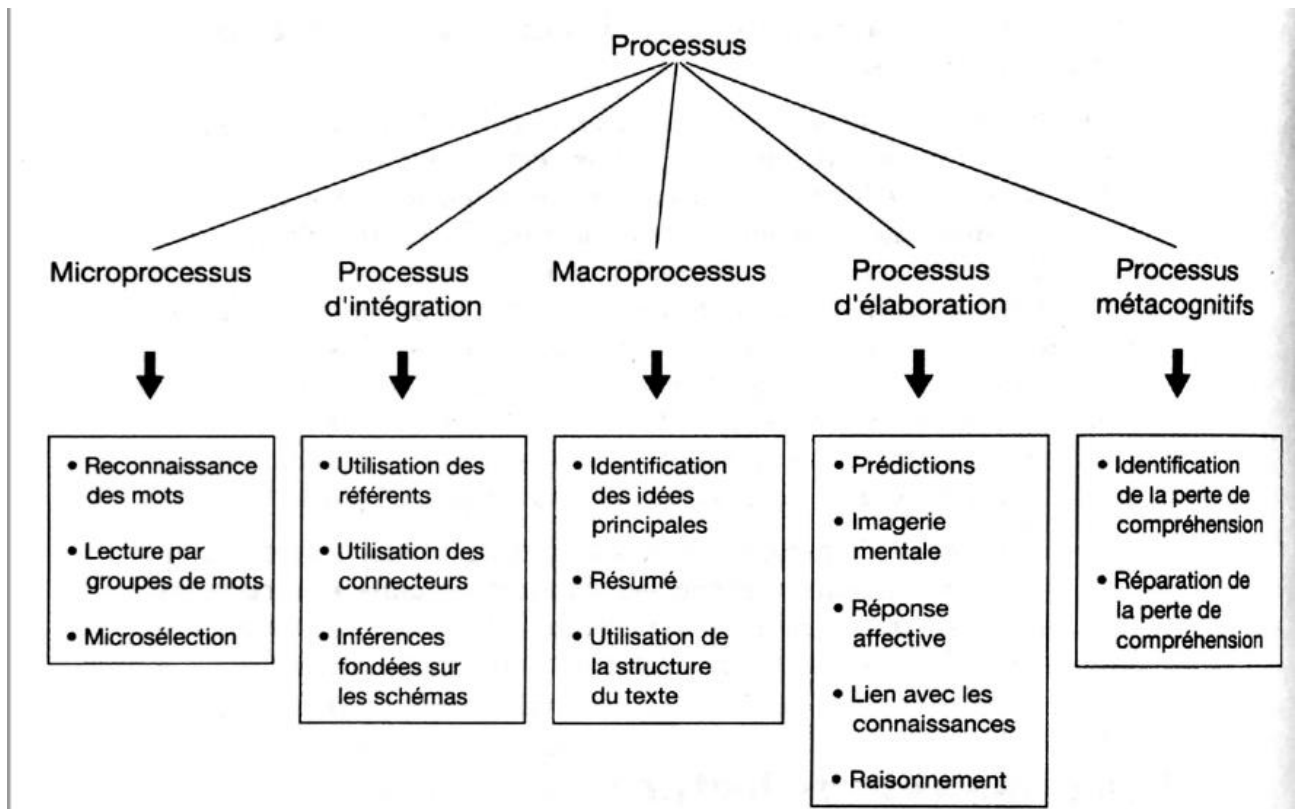 Processus
Microprocessus
Processus
d'intégration
Macroprocessus
Processus
d'élaboration
Processus
métacognitifs
• Reconnaissance
des mots
• Lecture par
groupes de mots
• Microsélection
• Utilisation des
référents
• Utilisation des
connecteurs
• Inférences
fondées sur
les schémas
• Identification
des idées
principales
• Résumé
• Utilisation de
la structure
du texte
• Prédictions
• Imagerie
mentale
• Réponse
affective
• Lien avec les
connaissances
• Raisonnement
• Identification
de la perte de
compréhension
• Réparation de
la perte de
compréhension